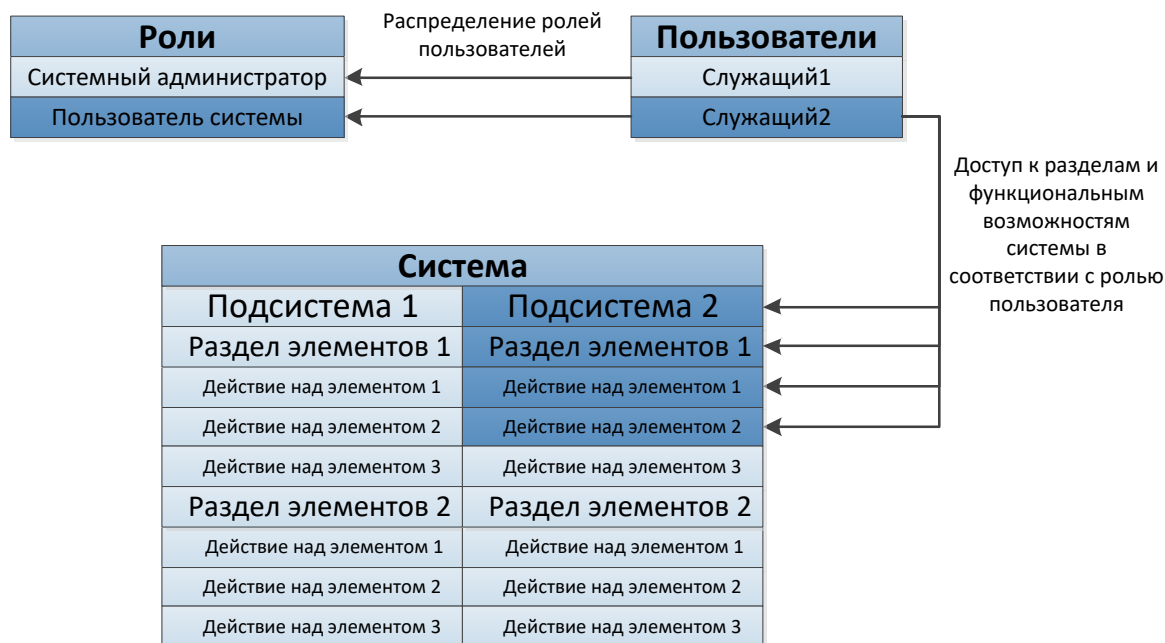 Роли
Системный администратор
Пользователь системы
Распределение ролей
пользователей
Пользователи
Служащий1
Служащий2
Доступ к разделам и
функциональным
возможностям
системы в
соответствии с ролью
пользователя
Система
Подсистема 1
Подсистема 2
Раздел элементов 1
Раздел элементов 1
Действие над элементом 1
Действие над элементом 1
Действие над элементом 2
Действие над элементом 2
Действие над элементом 3
Действие над элементом 3
Раздел элементов 2
Раздел элементов 2
Действие над элементом 1
Действие над элементом 1
Действие над элементом 2
Действие над элементом 2
Действие над элементом 3
Действие над элементом 3